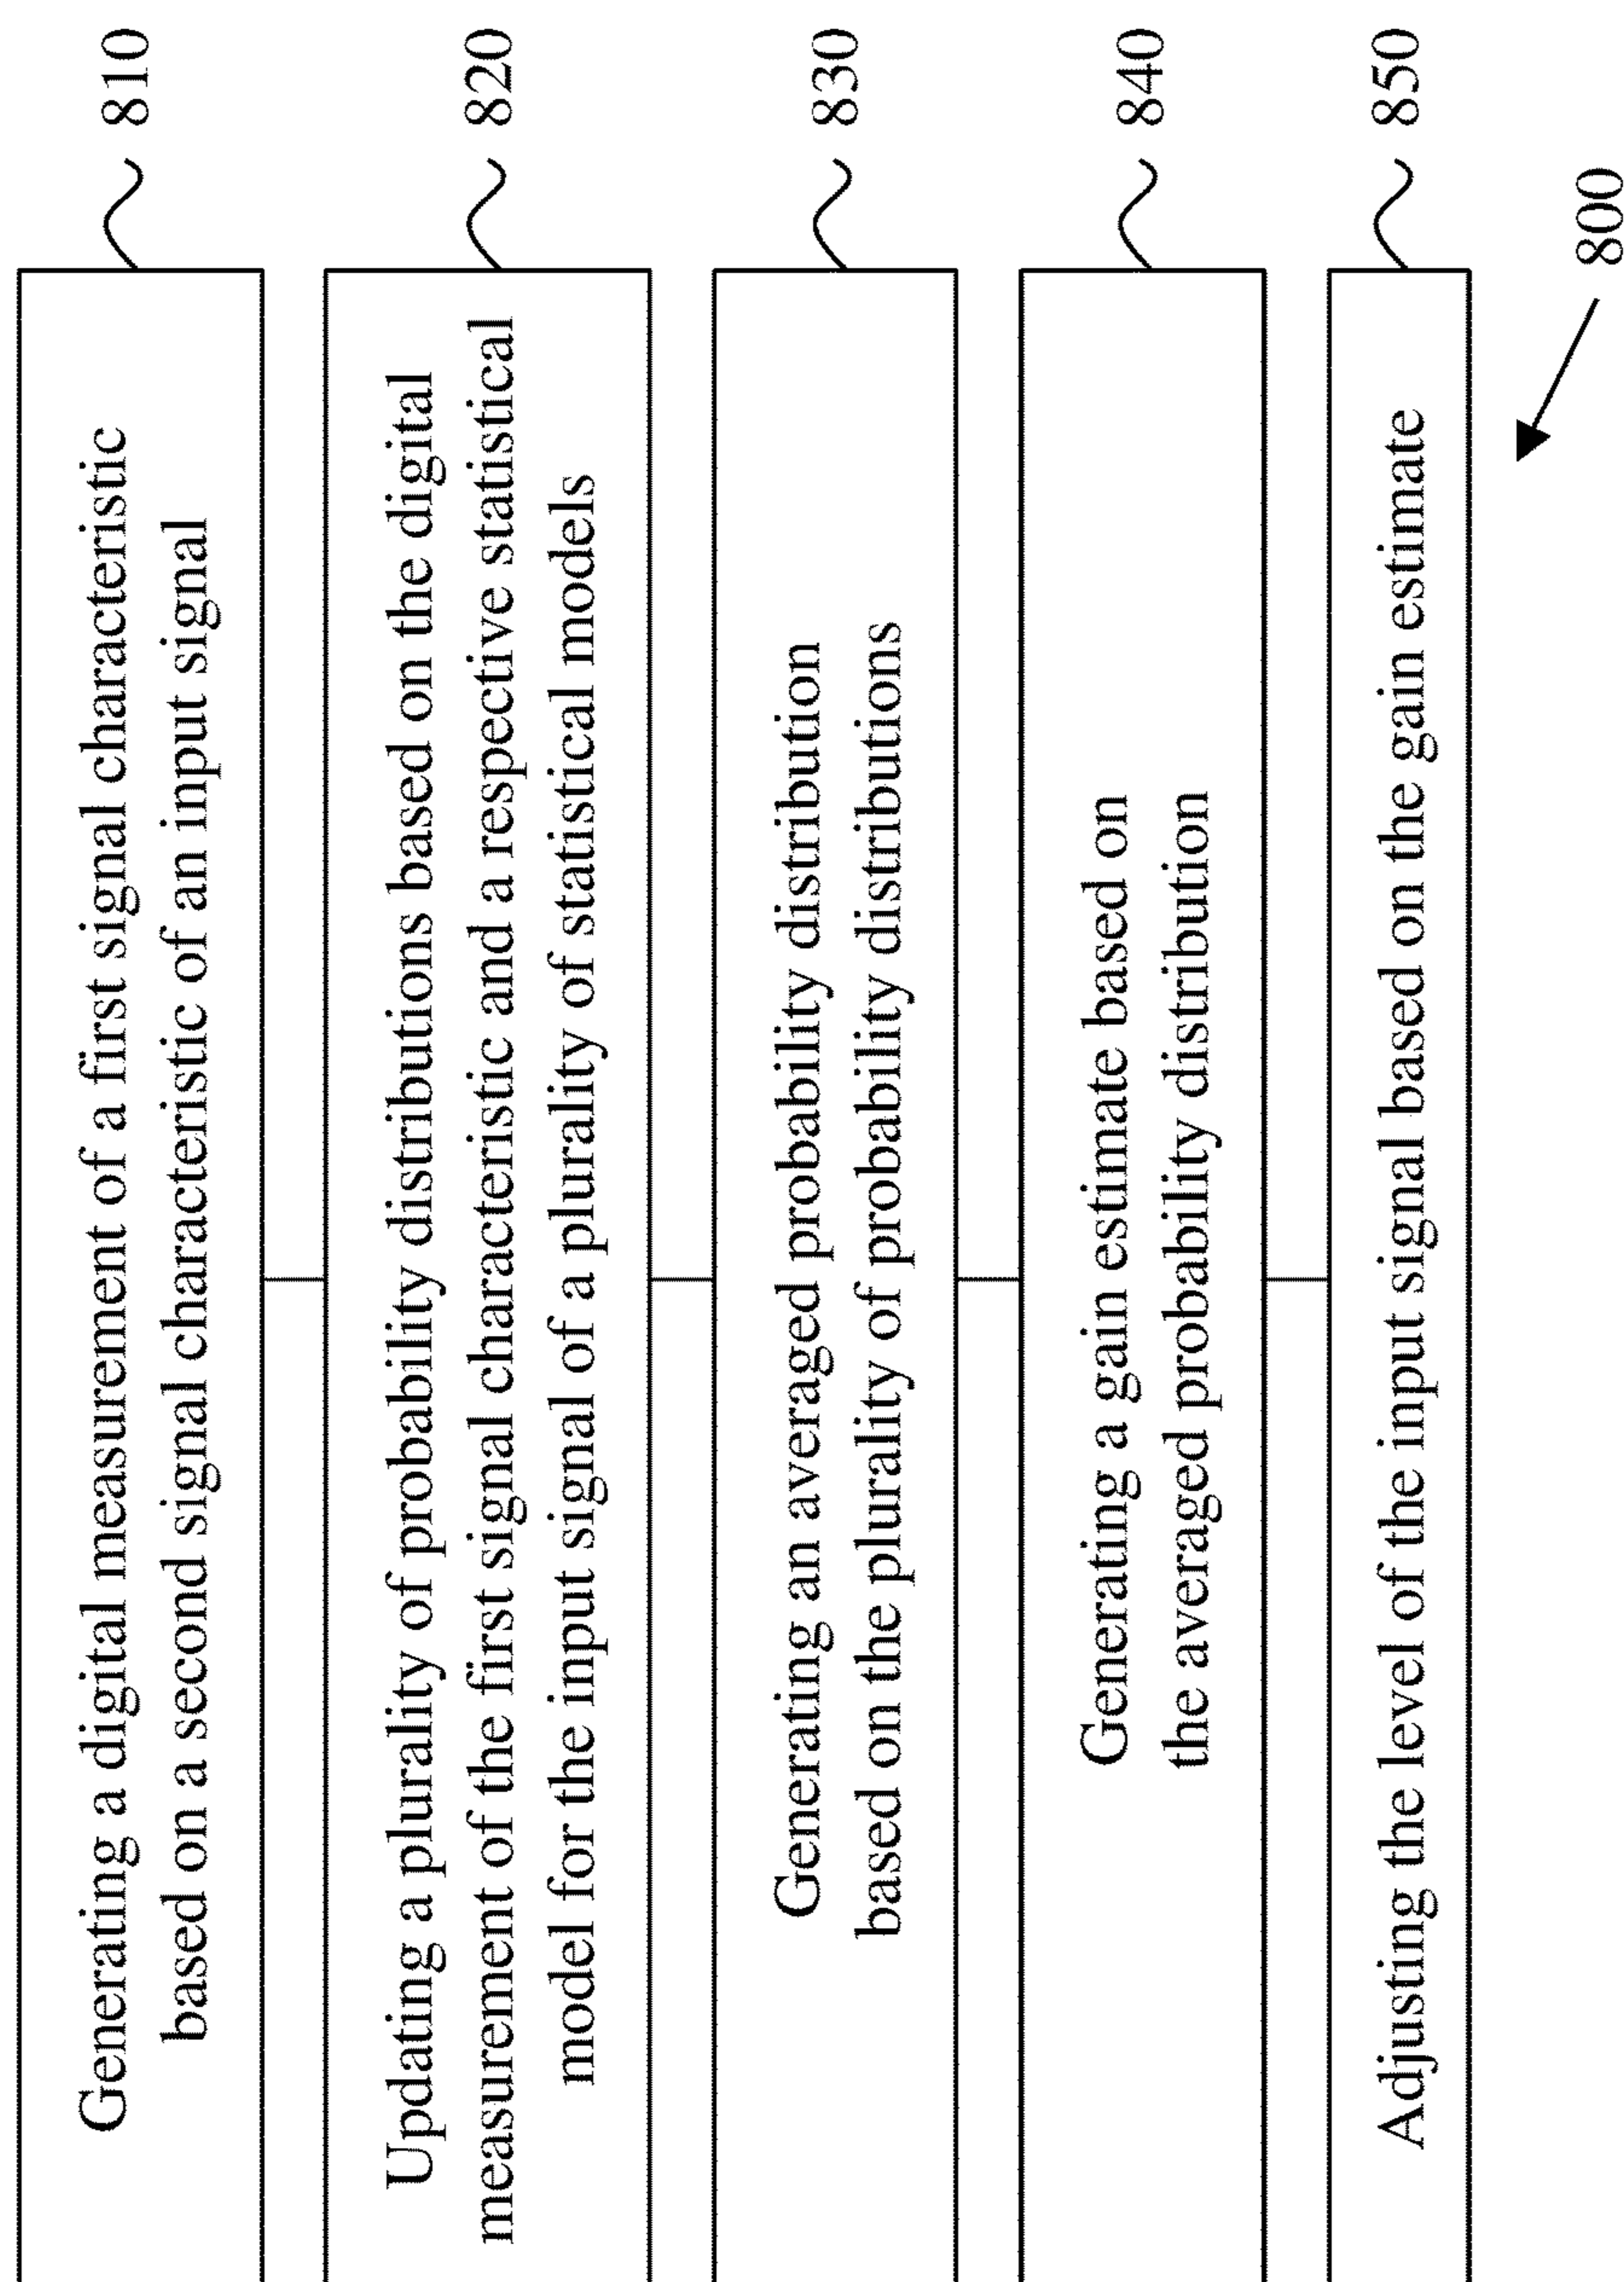 Generating a digital measurement of a first signal characteristic
based on a second signal characteristic of an input signal
810
Updating a plurality of probability distributions based on the digital
measurement of the first signal characteristic and a respective statistical
model for the input signal of a plurality of statistical models
820
Generating an averaged probability distribution
based on the plurality of probability distributions
830
Generating a gain estimate based on
the averaged probability distribution
840
Adjusting the level of the input signal based on the gain estimate
850
800